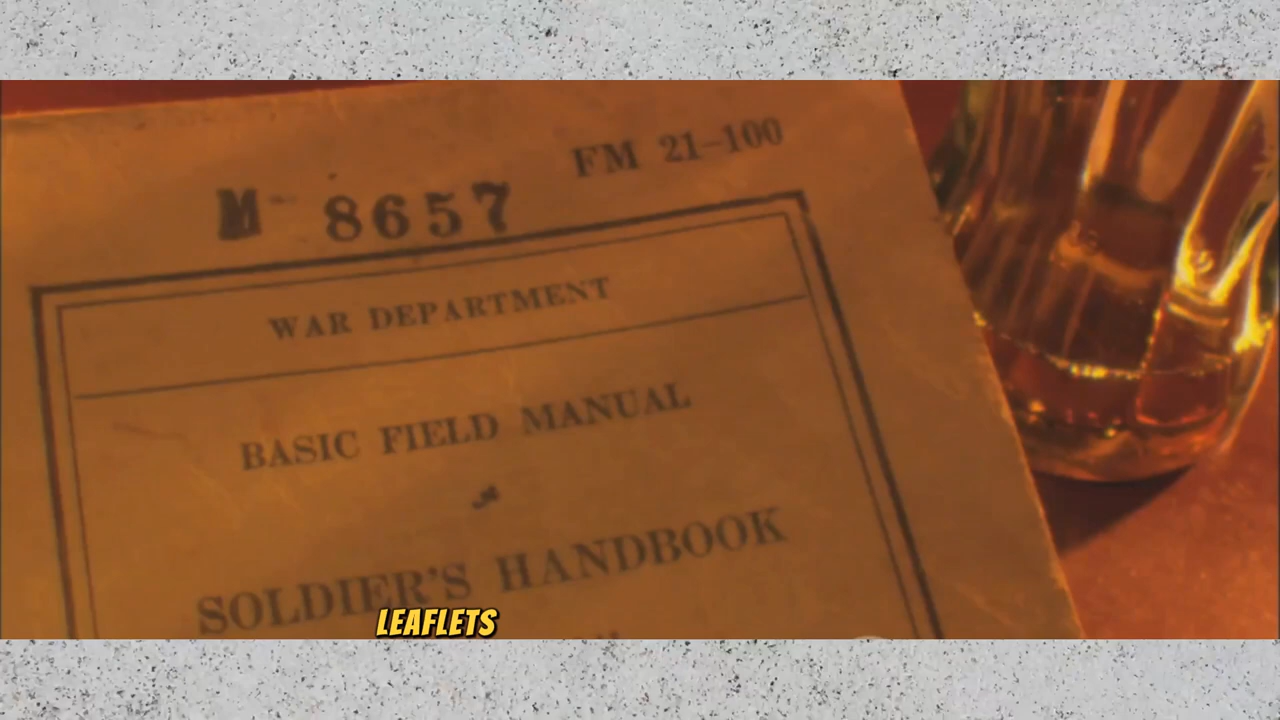 FM 21-100
M 8657
WAR DEPARTMENT
BASIC FIELD MANUAL
SOLDIER'S HANDBOOK
LEAFLETS